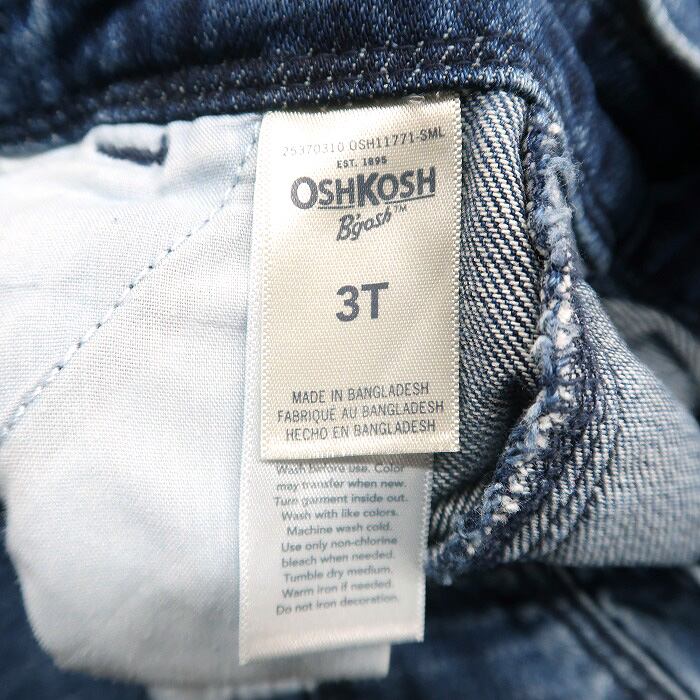 25370310 OSH11771-SML
EST. 1895
OSHKOSH
B'gosh™
3T
MADE IN BANGLADESH
FABRIQUÉ AU BANGLADESH
HECHO EN BANGLADESH
Wash before use. Color
may transfer when new.
Turn garment inside out.
Wash with like colors.
Machine wash cold.
Use only non-chlorine
bleach when needed.
Tumble dry medium.
Warm iron if needed.
Do not iron decoration.